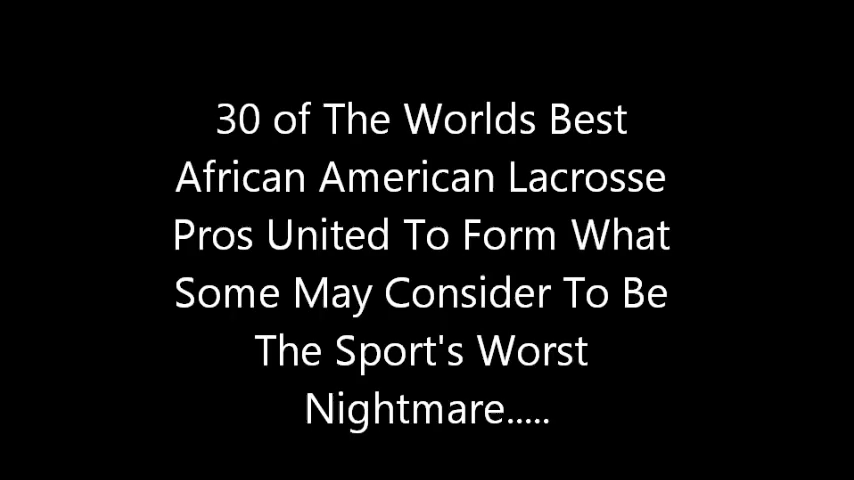 30 of The Worlds Best
African American Lacrosse
Pros United To Form What
Some May Consider To Be
The Sport's Worst
Nightmare.....